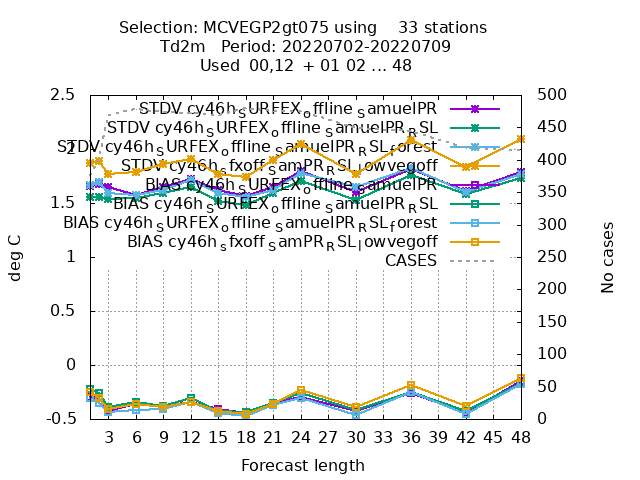 Selection: MCVEGP2gt075 using 33 stations
Td2m Period: 20220702-20220709
Used 00,12 + 01 02 ... 48
2.5
2
1.5
1
0.5
0
-0.5
deg C
STDV cy46h_SURFEX_offline_SamuelPR
STDV cy46h_SURFEX_offline_SamuelPR_RSL
STDV cy46h_SURFEX_offline_SamuelPR_RSL_forest
STDV cy46h_sfxoff_SamPR_RSL_lowvegoff
BIAS cy46h_SURFEX_offline_SamuelPR
BIAS cy46h_SURFEX_offline_SamuelPR_RSL
BIAS cy46h_SURFEX_offline_SamuelPR_RSL_forest
BIAS cy46h_sfxoff_SamPR_RSL_lowvegoff
CASES
500
450
400
350
300
250
200
150
100
50
0
No cases
3 6 9 12 15 18 21 24 27 30 33 36 39 42 45 48
Forecast length